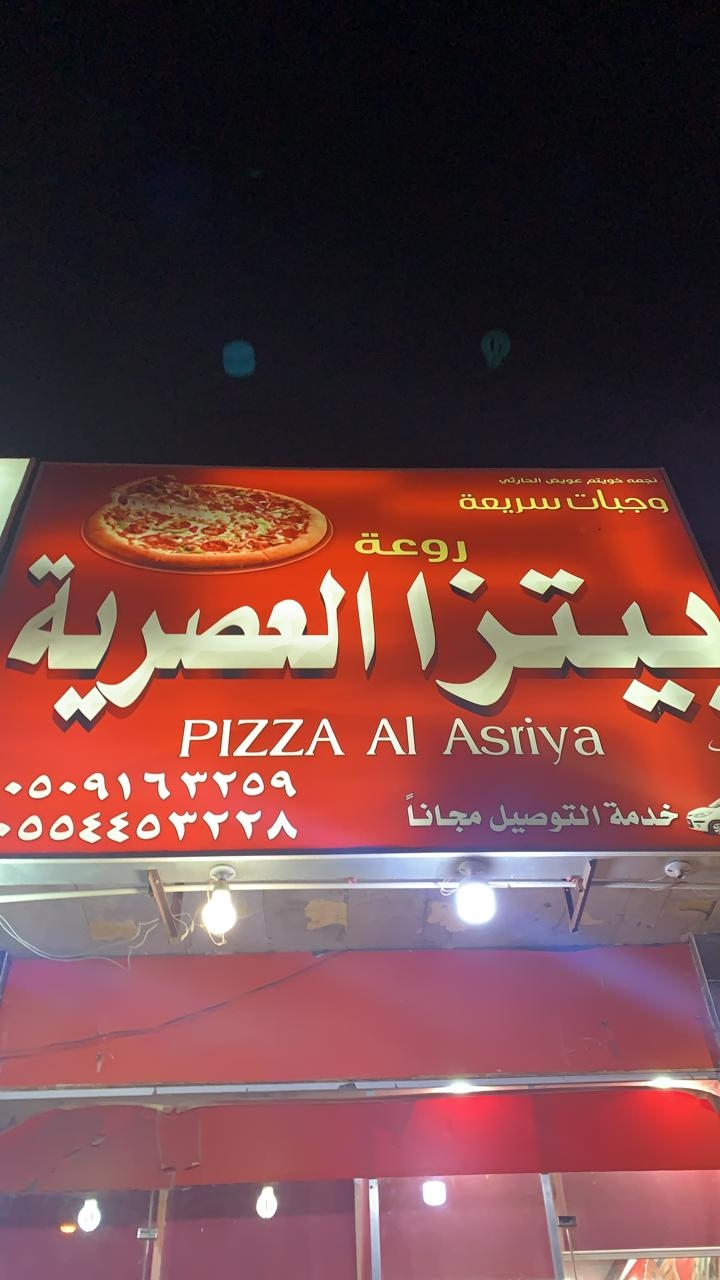 نجمه خويتم عويض الحارثي
وجبات سريعة
روعة
بيتزا العصرية
PIZZA Al Asriya
٠٥٠٩١٦٣٢٥٩
٠٥٥٤٤٥٣٢٢٨
خدمة التوصيل مجاناً